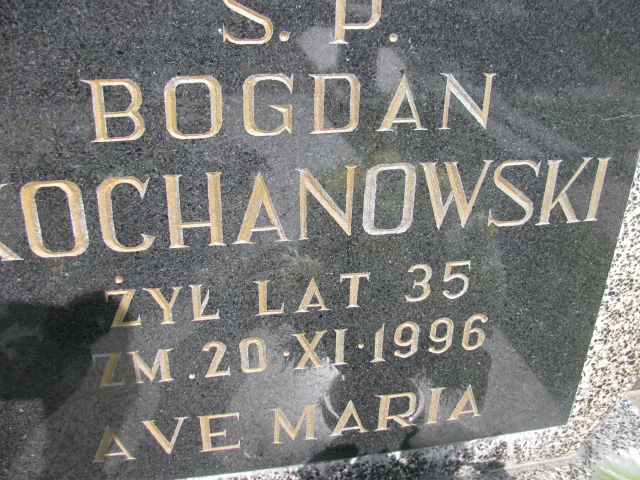 Ś. P.
BOGDAN
KOCHANOWSKI
ŻYŁ LAT 35
ZM. 20·XI·1996
AVE MARIA